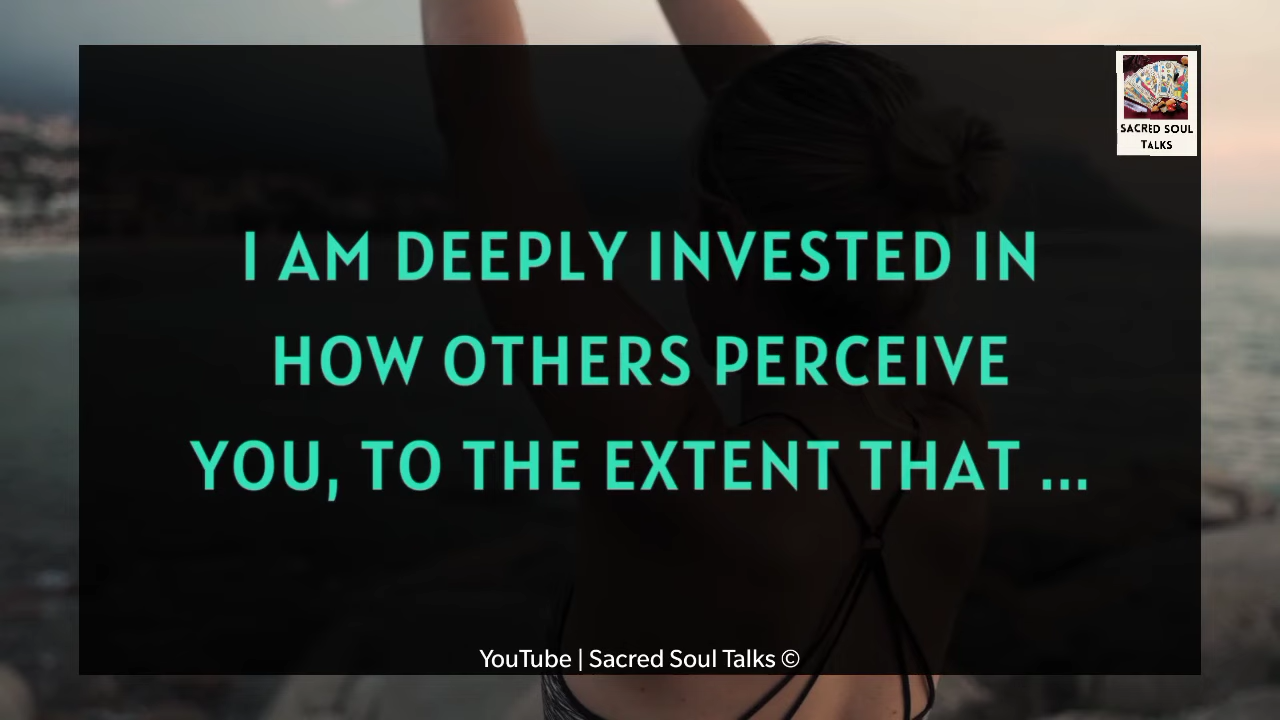 SACRED SOUL
TALKS
I AM DEEPLY INVESTED IN
HOW OTHERS PERCEIVE
YOU, TO THE EXTENT THAT ...
YouTube | Sacred Soul Talks ©